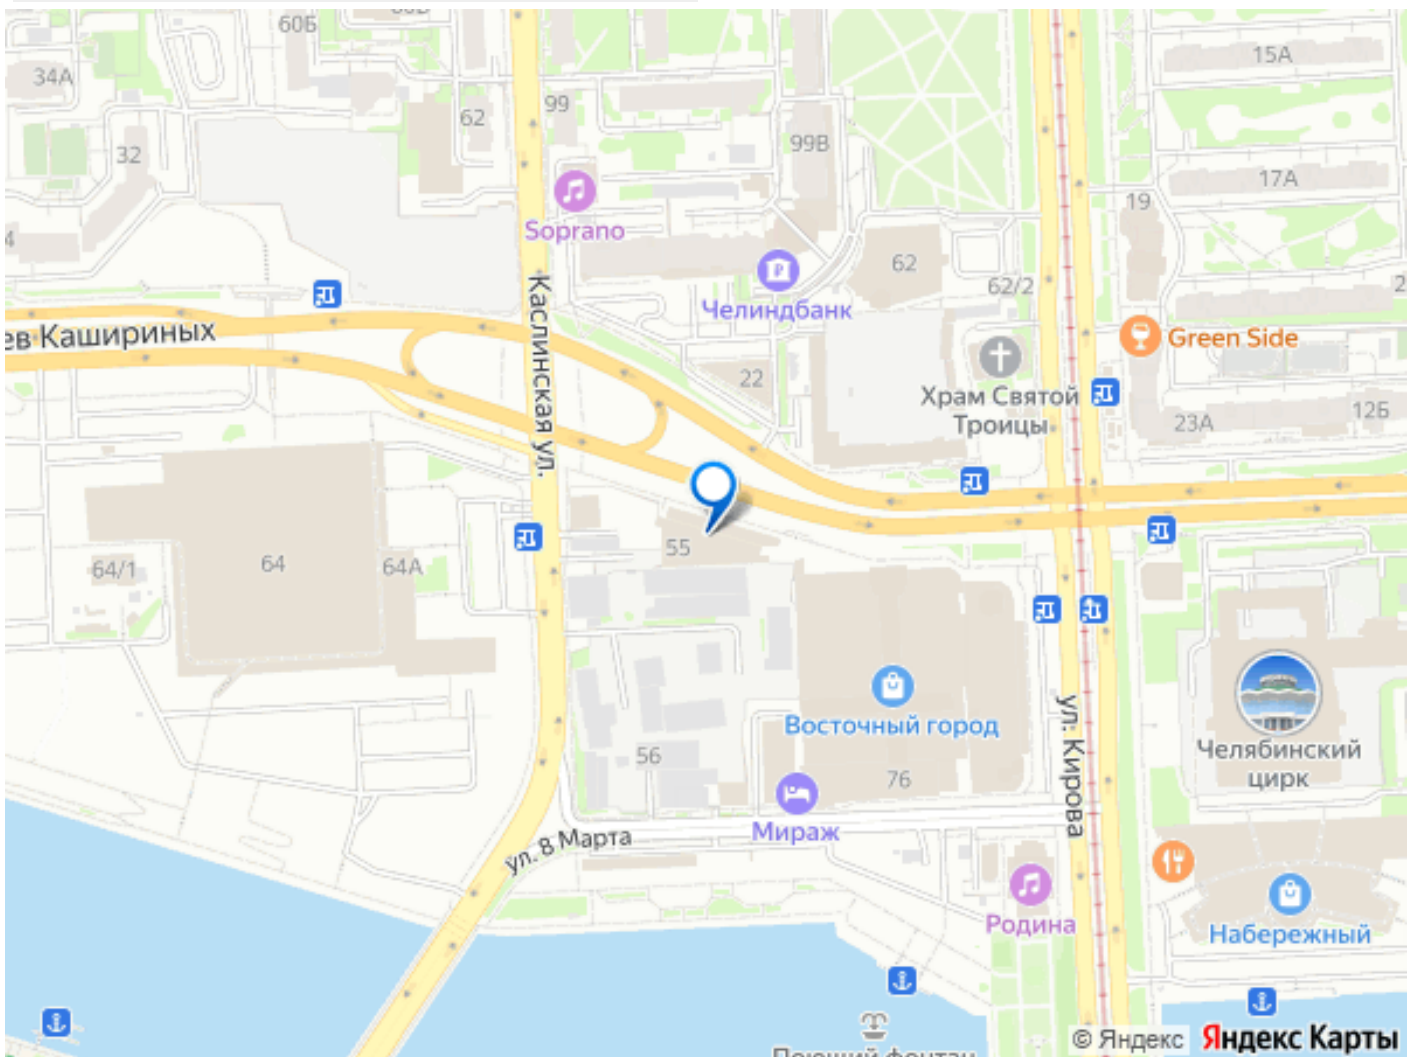 60Б
34А
62
99
99В
15А
32
17А
19
Soprano
62
62/2
Челиндбанк
ев Кашириных
Каслинская ул.
Green Side
22
Храм Святой
Троицы
12Б
23А
55
64/1
64
64А
Восточный город
56
76
ул. Кирова
Челябинский
цирк
Мираж
ул. 8 Марта
Родина
Набережный
© Яндекс
Яндекс Карты